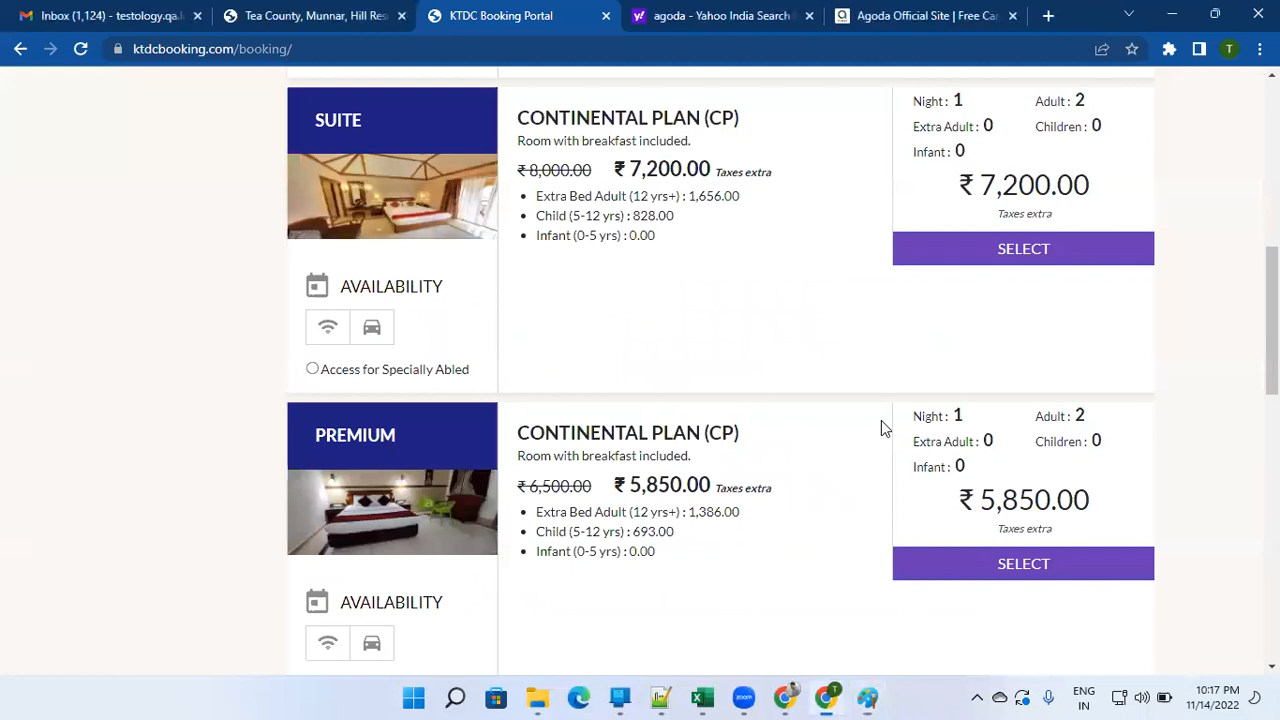 M Inbox (1,124) - testology.qa.
Tea County, Munnar, Hill Res
KTDC Booking Portal
agoda - Yahoo India Search
Agoda Official Site | Free Ca
ktdcbooking.com/booking/
T
SUITE
CONTINENTAL PLAN (CP)
Room with breakfast included.
₹ 8,000.00 ₹ 7,200.00 Taxes extra
• Extra Bed Adult (12 yrs+) : 1,656.00
• Child (5-12 yrs) : 828.00
• Infant (0-5 yrs) : 0.00
Night : 1 Adult : 2
Extra Adult : 0 Children : 0
Infant : 0
₹ 7,200.00
Taxes extra
SELECT
AVAILABILITY
Access for Specially Abled
PREMIUM
CONTINENTAL PLAN (CP)
Room with breakfast included.
₹ 6,500.00 ₹ 5,850.00 Taxes extra
• Extra Bed Adult (12 yrs+) : 1,386.00
• Child (5-12 yrs) : 693.00
• Infant (0-5 yrs) : 0.00
Night : 1 Adult : 2
Extra Adult : 0 Children : 0
Infant : 0
₹ 5,850.00
Taxes extra
SELECT
AVAILABILITY
zoom
T
ENG
IN
10:17 PM
11/14/2022